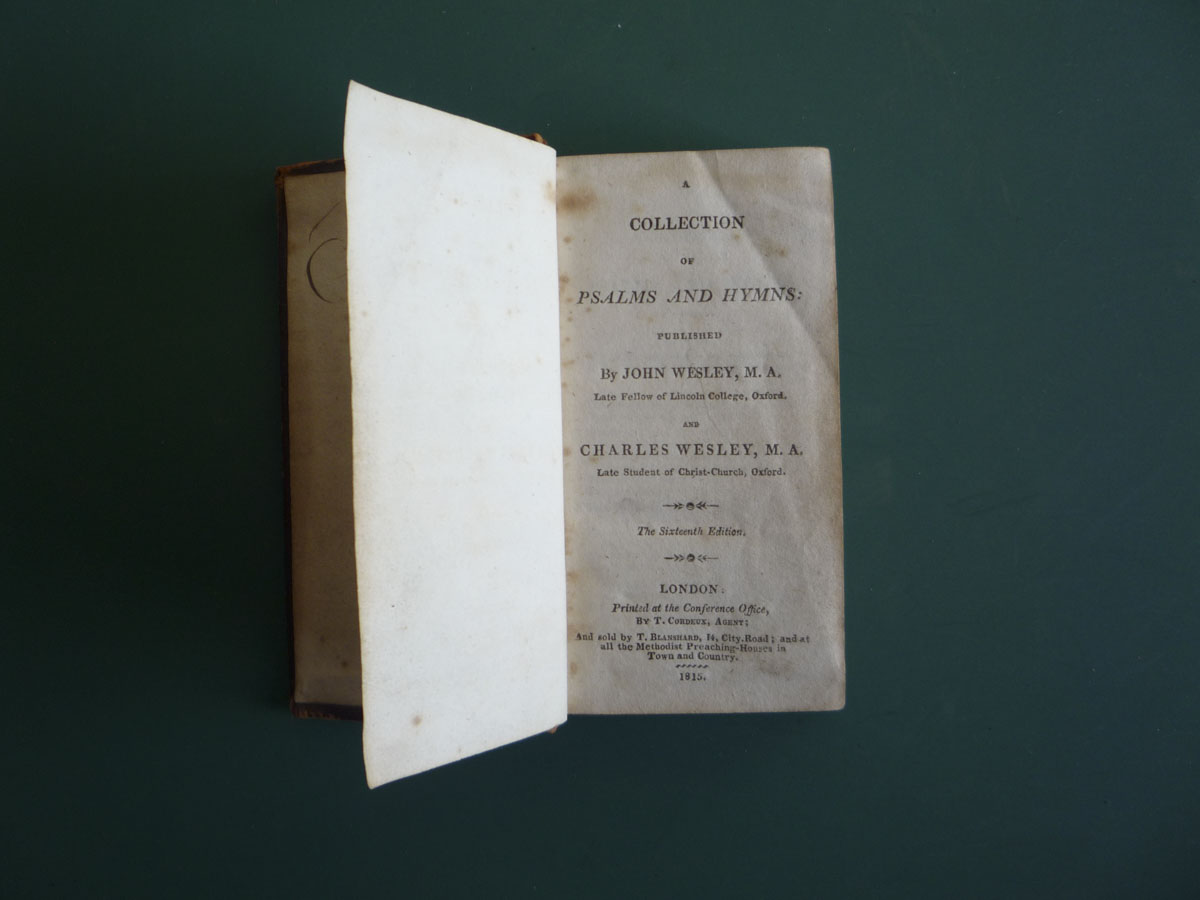 A
COLLECTION
OF
PSALMS AND HYMNS:
PUBLISHED
By JOHN WESLEY, M. A.
Late Fellow of Lincoln College, Oxford.
AND
CHARLES WESLEY, M. A.
Late Student of Christ-Church, Oxford.
The Sixteenth Edition.
LONDON:
Printed at the Conference Office,
BY T. CORDEUX, AGENT;
And sold by T. BLANSHARD, 14, City-Road; and at
all the Methodist Preaching-Houses in
Town and Country.
1815.